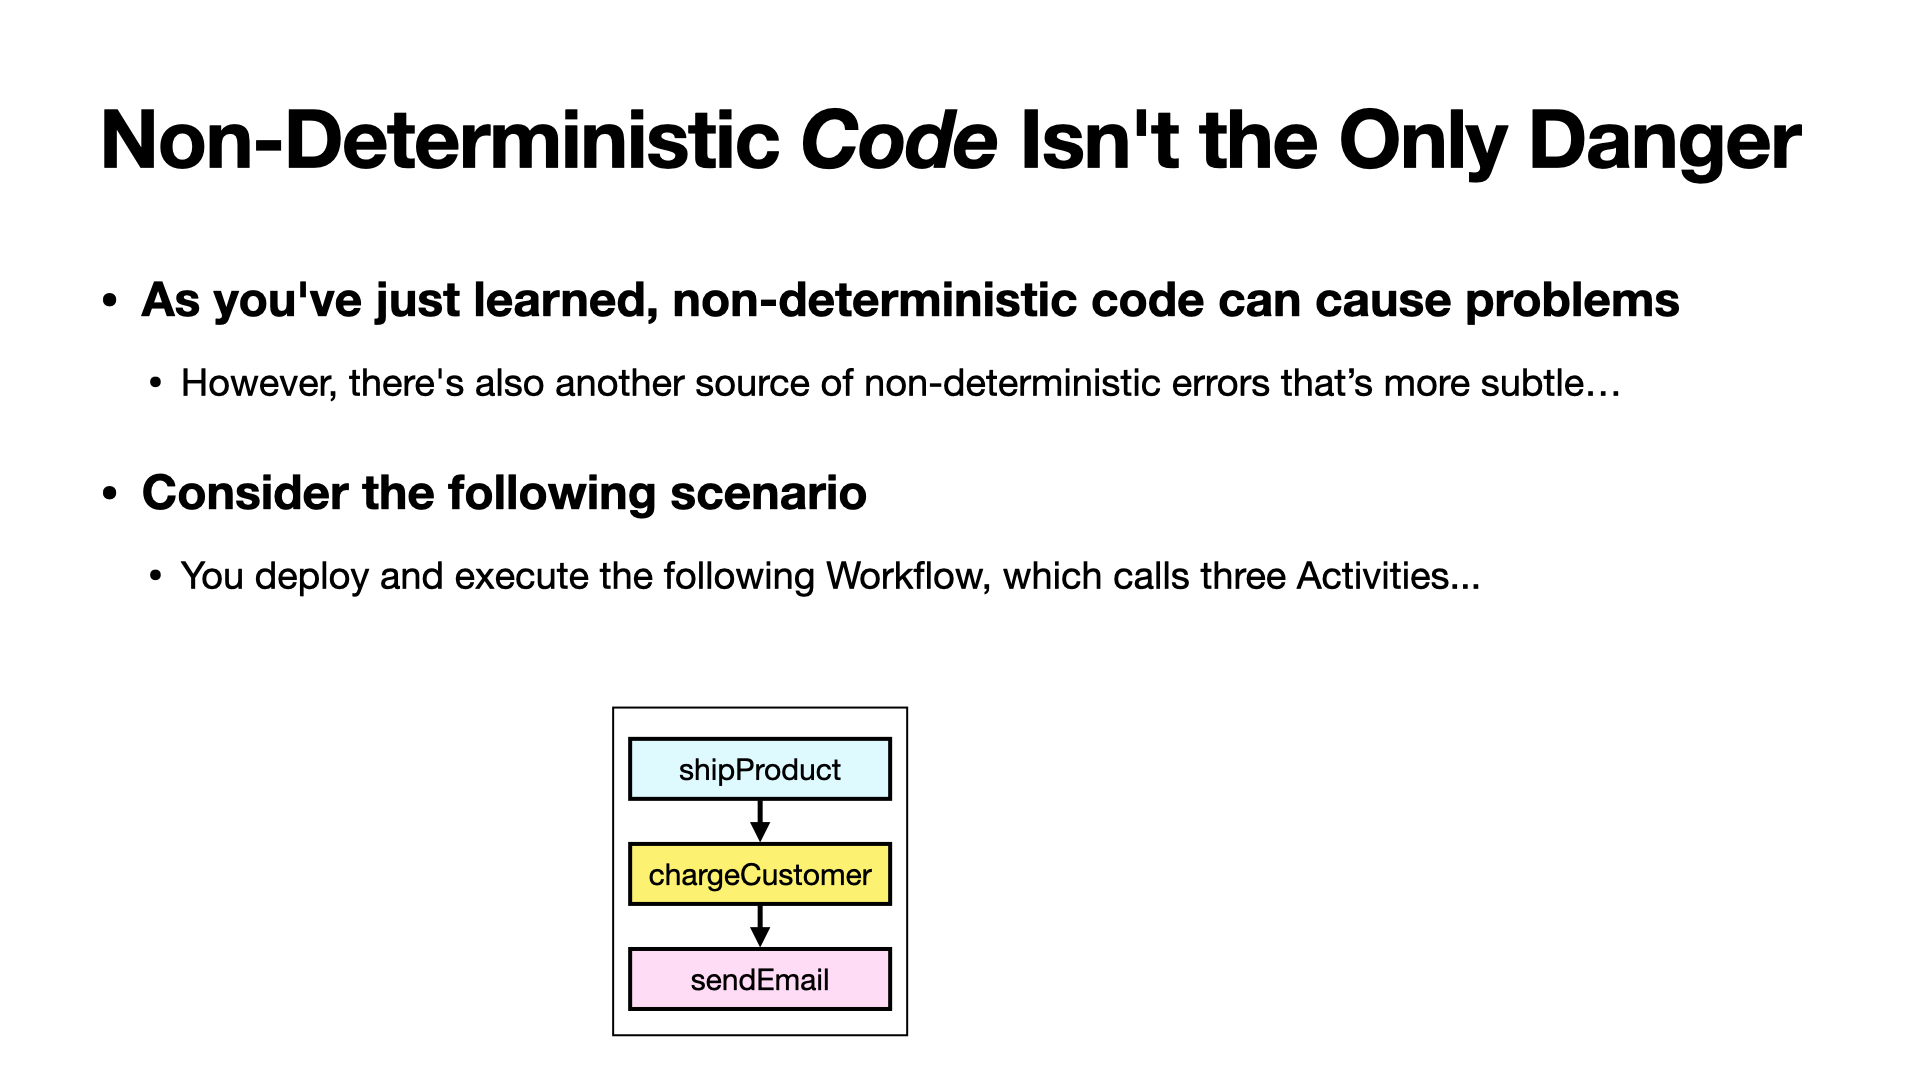 Non-Deterministic Code Isn't the Only Danger
• As you've just learned, non-deterministic code can cause problems
• However, there's also another source of non-deterministic errors that’s more subtle…
• Consider the following scenario
• You deploy and execute the following Workflow, which calls three Activities...
shipProduct
chargeCustomer
sendEmail